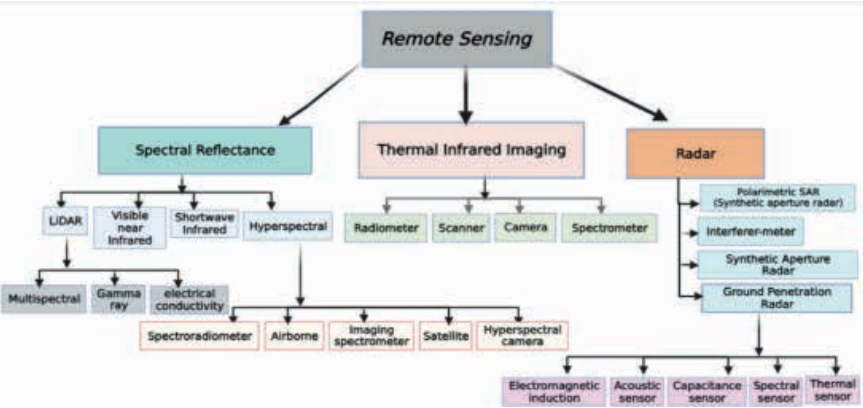 Remote Sensing
Spectral Reflectance
Thermal Infrared Imaging
Radar
LiDAR
Visible
near
Infrared
Shortwave
Infrared
Hyperspectral
Multispectral
Gamma
ray
electrical
conductivity
Spectroradiometer
Airborne
Imaging
spectrometer
Satellite
Hyperspectral
camera
Radiometer
Scanner
Camera
Spectrometer
Polarimetric SAR
(Synthetic aperture radar)
Interferer-meter
Synthetic Aperture
Radar
Ground Penetration
Radar
Electromagnetic
induction
Acoustic
sensor
Capacitance
sensor
Spectral
sensor
Thermal
sensor